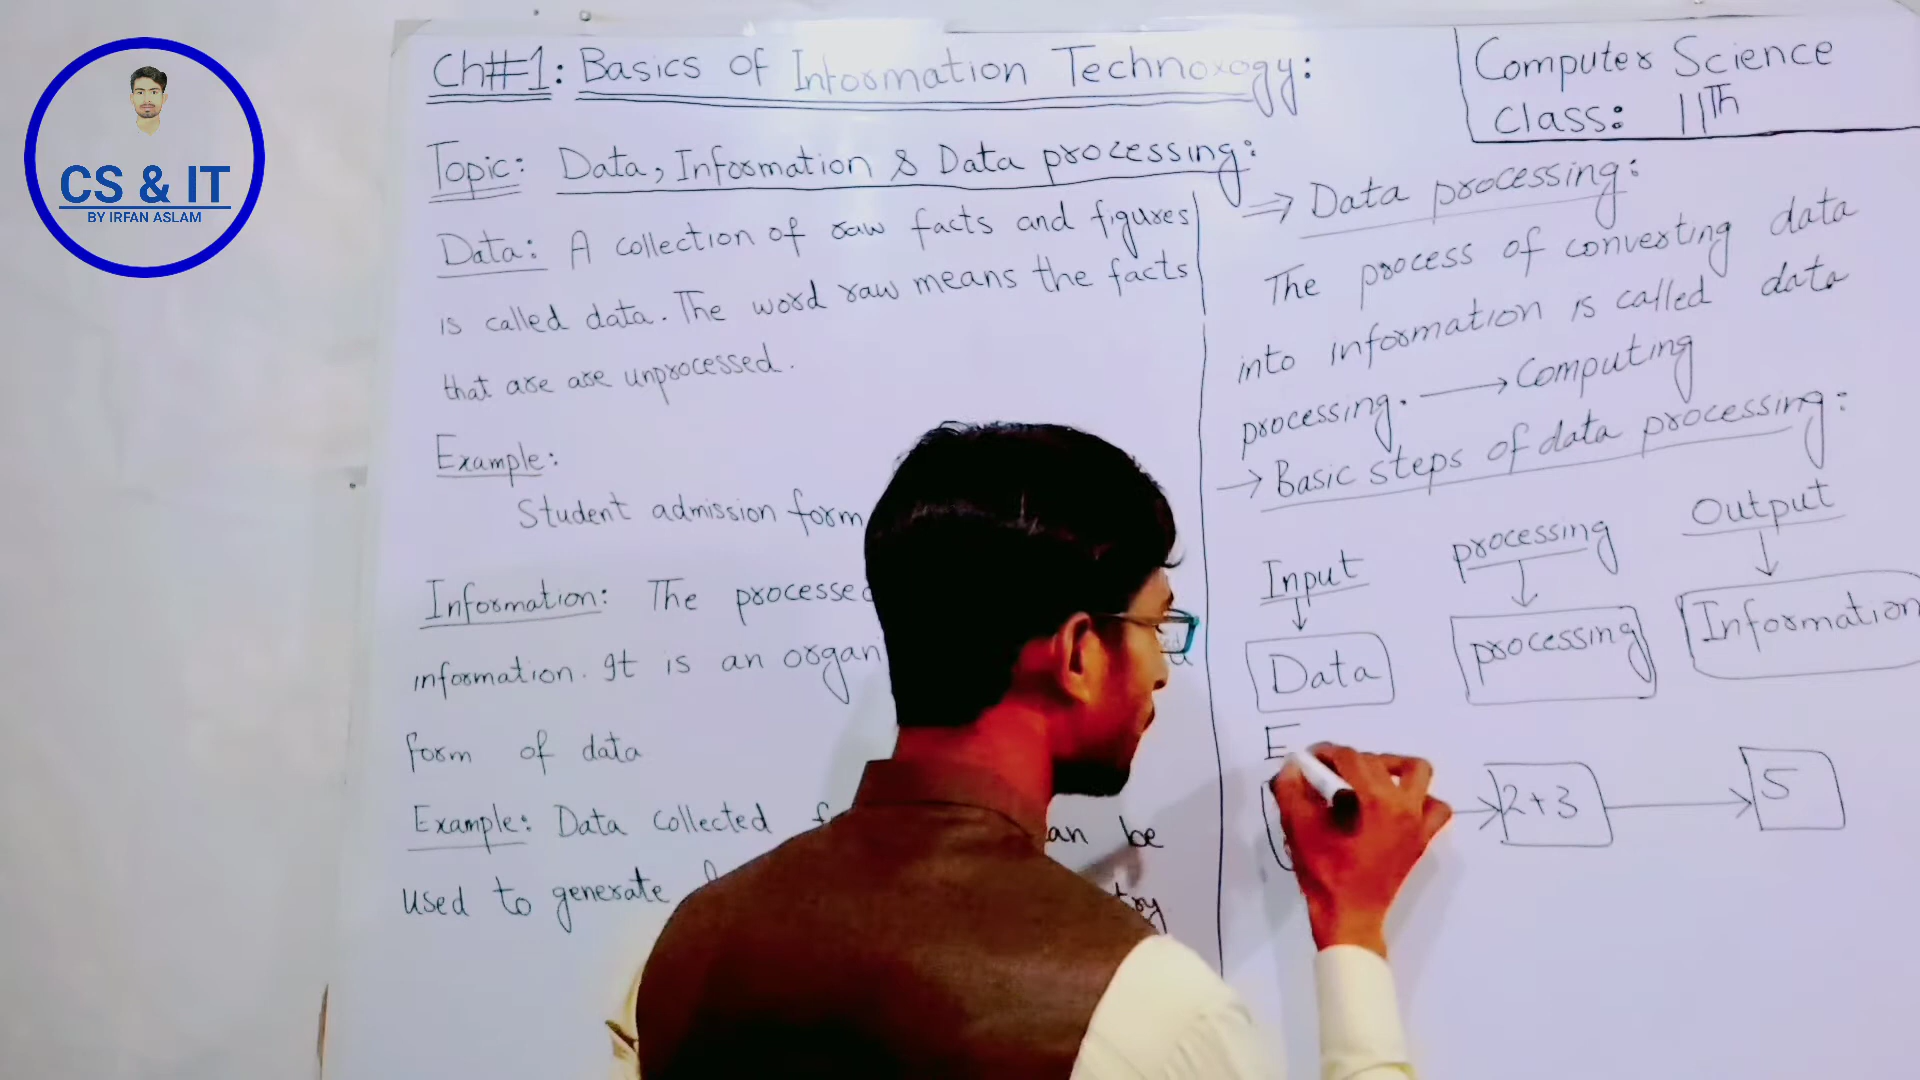 CS & IT
BY IRFAN ASLAM
Ch#1: Basics of Information Technology:
Computer Science
Class: 11Th
Topic: Data, Information & Data processing:
Data: A collection of raw facts and figures
is called data. The word raw means the facts
that are are unprocessed.
Example:
Student admission form
Information: The processed
information. It is an organi
form of data
Example: Data collected
an be
used to generate
try
⇒ Data processing:
The process of converting data
into information is called data
processing. → Computing
→ Basic steps of data processing:
Input processing Output
Data processing Information
E
2+3 5